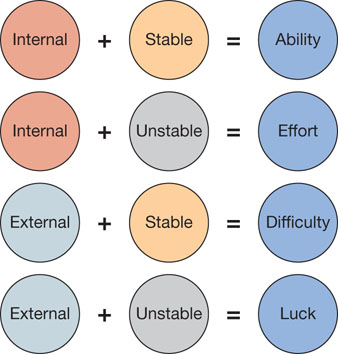 Internal + Stable = Ability
Internal + Unstable = Effort
External + Stable = Difficulty
External + Unstable = Luck